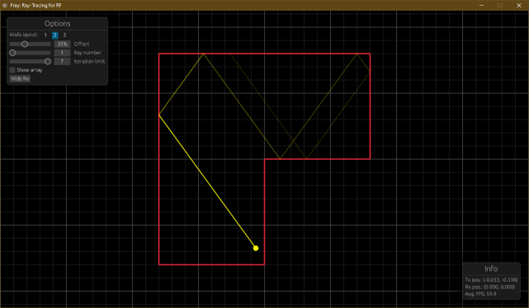 Fray: Ray-Tracing for RF
Options
Walls layout: 1 2 3
30% Offset
1 Ray number
7 Iteration limit
Show array
Hide Rx
Info
Tx pos.: (-0.033, -0.338)
Rx pos.: (0.000, 0.000)
Avg. FPS: 59.9